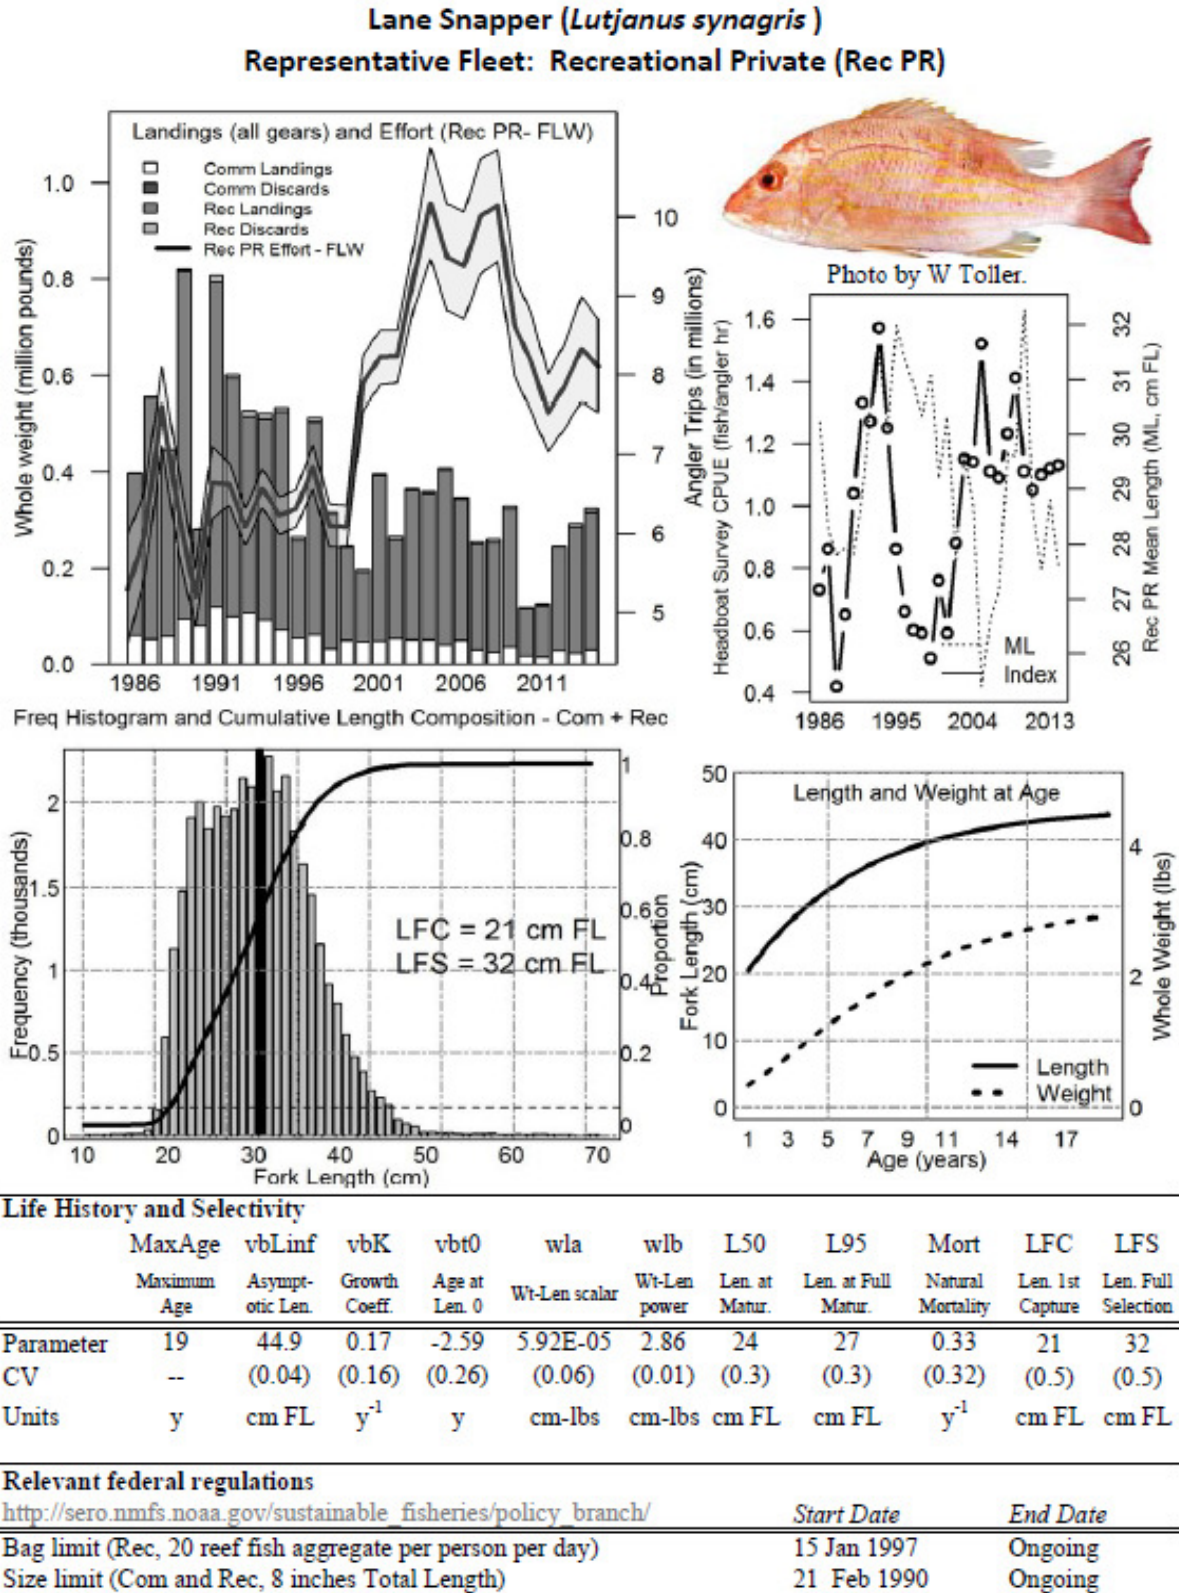 Lane Snapper (Lutjanus synagris )
Representative Fleet: Recreational Private (Rec PR)
Landings (all gears) and Effort (Rec PR- FLW)
Comm Landings
Comm Discards
Rec Landings
Rec Discards
Rec PR Effort - FLW
Whole weight (million pounds)
1.0
0.8
0.6
0.4
0.2
0.0
10
9
8
7
6
5
Angler Trips (in millions)
1986 1991 1996 2001 2006 2011
Photo by W Toller.
Headboat Survey CPUE (fish/angler hr)
1.6
1.4
1.2
1.0
0.8
0.6
0.4
32
31
30
29
28
27
26
Rec PR Mean Length (ML, cm FL)
ML
Index
1986 1995 2004 2013
Freq Histogram and Cumulative Length Composition - Com + Rec
Frequency (thousands)
2
1.5
1
0.5
0
LFC = 21 cm FL
LFS = 32 cm FL
1
0.8
0.6
0.4
0.2
0
Proportion
10 20 30 40 50 60 70
Fork Length (cm)
Length and Weight at Age
Fork Length (cm)
50
40
30
20
10
0
4
2
0
Whole Weight (lbs)
Length
Weight
1 3 5 7 9 11 14 17
Age (years)
Life History and Selectivity
MaxAge vbLinf vbK vbt0 wla wlb L50 L95 Mort LFC LFS
Maximum Asympt- Growth Age at Wt-Len scalar Wt-Len Len. at Len. at Full Natural Len. 1st Len. Full
Age otic Len. Coeff. Len. 0 power Matur. Matur. Mortality Capture Selection
Parameter 19 44.9 0.17 -2.59 5.92E-05 2.86 24 27 0.33 21 32
CV -- (0.04) (0.16) (0.26) (0.06) (0.01) (0.3) (0.3) (0.32) (0.5) (0.5)
Units y cm FL y-1 y cm-lbs cm-lbs cm FL cm FL y-1 cm FL cm FL
Relevant federal regulations
http://sero.nmfs.noaa.gov/sustainable_fisheries/policy_branch/ Start Date End Date
Bag limit (Rec, 20 reef fish aggregate per person per day) 15 Jan 1997 Ongoing
Size limit (Com and Rec, 8 inches Total Length) 21 Feb 1990 Ongoing